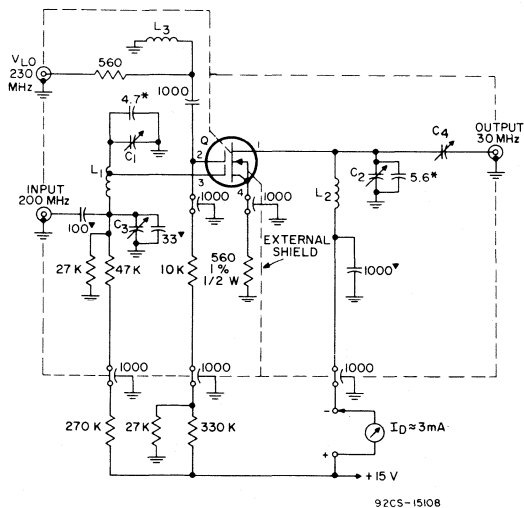 L3
VLO
230
MHz
560
1000
4.7*
C1
Q
1
2
3
4
L1
INPUT
200 MHz
100▼
C3
33▼
1000
1000
C4
OUTPUT
30 MHz
C2
5.6*
L2
27 K
47K
10K
560
1%
1/2 W
EXTERNAL
SHIELD
1000▼
1000
1000
1000
270 K
27K
330 K
-
+
ID≈3mA
+15 V
92CS-15108